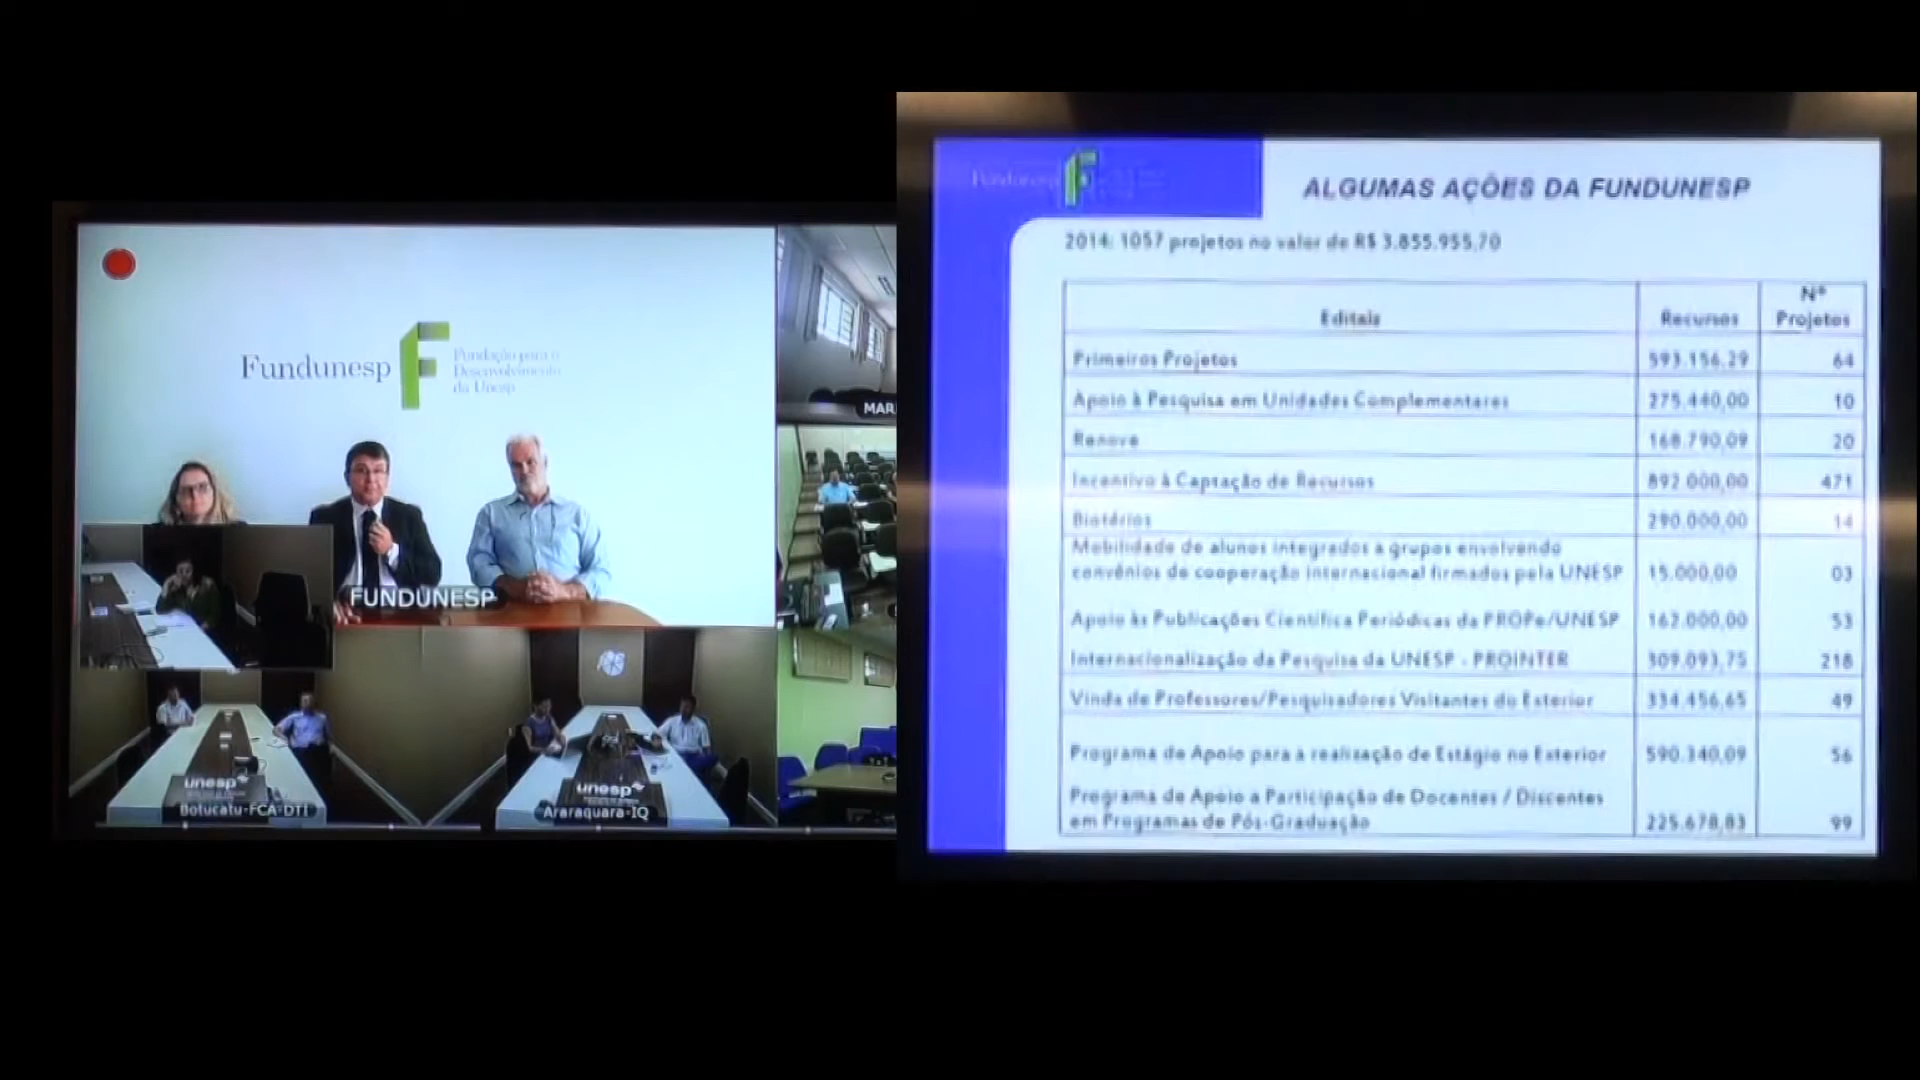 Fundunesp
Fundação para o
Desenvolvimento
da Unesp
FUNDUNESP
MAR
unesp
Botucatu-FCA-DTI
unesp
Araraquara-IQ
Fundunesp
ALGUMAS AÇÕES DA FUNDUNESP
2014: 1057 projetos no valor de R$ 3.855.955,70
Editais Recursos Nº Projetos
Primeiros Projetos 593.156,29 64
Apoio à Pesquisa em Unidades Complementares 275.440,00 10
Renove 168.790,09 20
Incentivo à Captação de Recursos 892.000,00 471
Biotérios 290.000,00 14
Mobilidade de alunos integrados a grupos envolvendo
convênios de cooperação internacional firmados pela UNESP 15.000,00 03
Apoio às Publicações Científica Periódicas da PROPe/UNESP 162.000,00 53
Internacionalização da Pesquisa da UNESP - PROINTER 309.093,75 218
Vinda de Professores/Pesquisadores Visitantes do Exterior 334.456,65 49
Programa de Apoio para a realização de Estágio no Exterior 590.340,09 56
Programa de Apoio a Participação de Docentes / Discentes
em Programas de Pós-Graduação 225.678,83 99